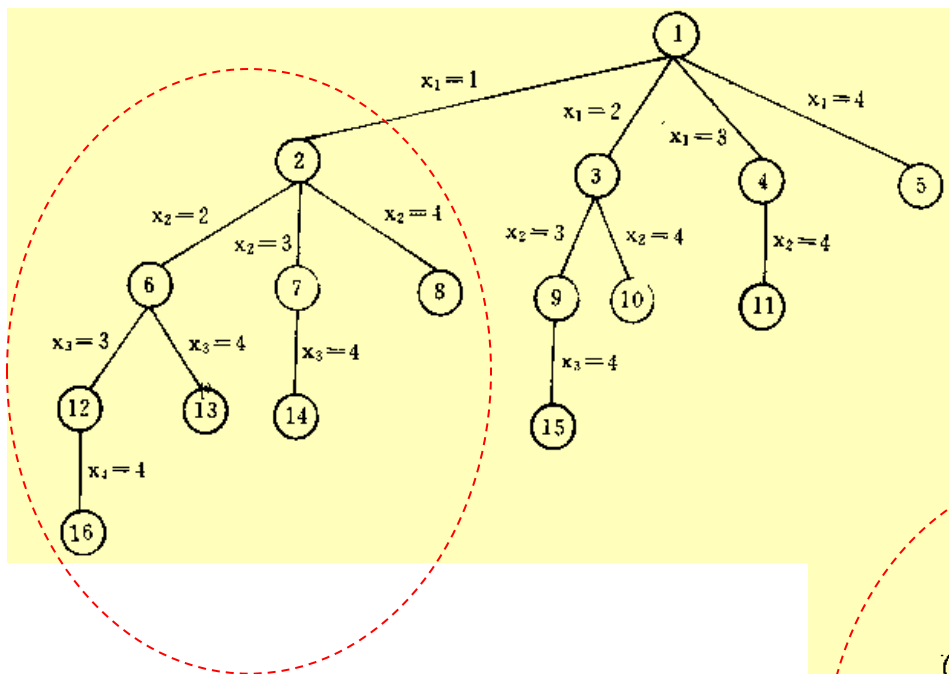 1
x₁=1
x₁=2
x₁=3
x₁=4
2
3
4
5
x₂=2
x₂=3
x₂=4
x₂=3
x₂=4
x₂=4
6
7
8
9
10
11
x₃=3
x₃=4
x₃=4
x₃=4
12
13
14
15
x₄=4
16